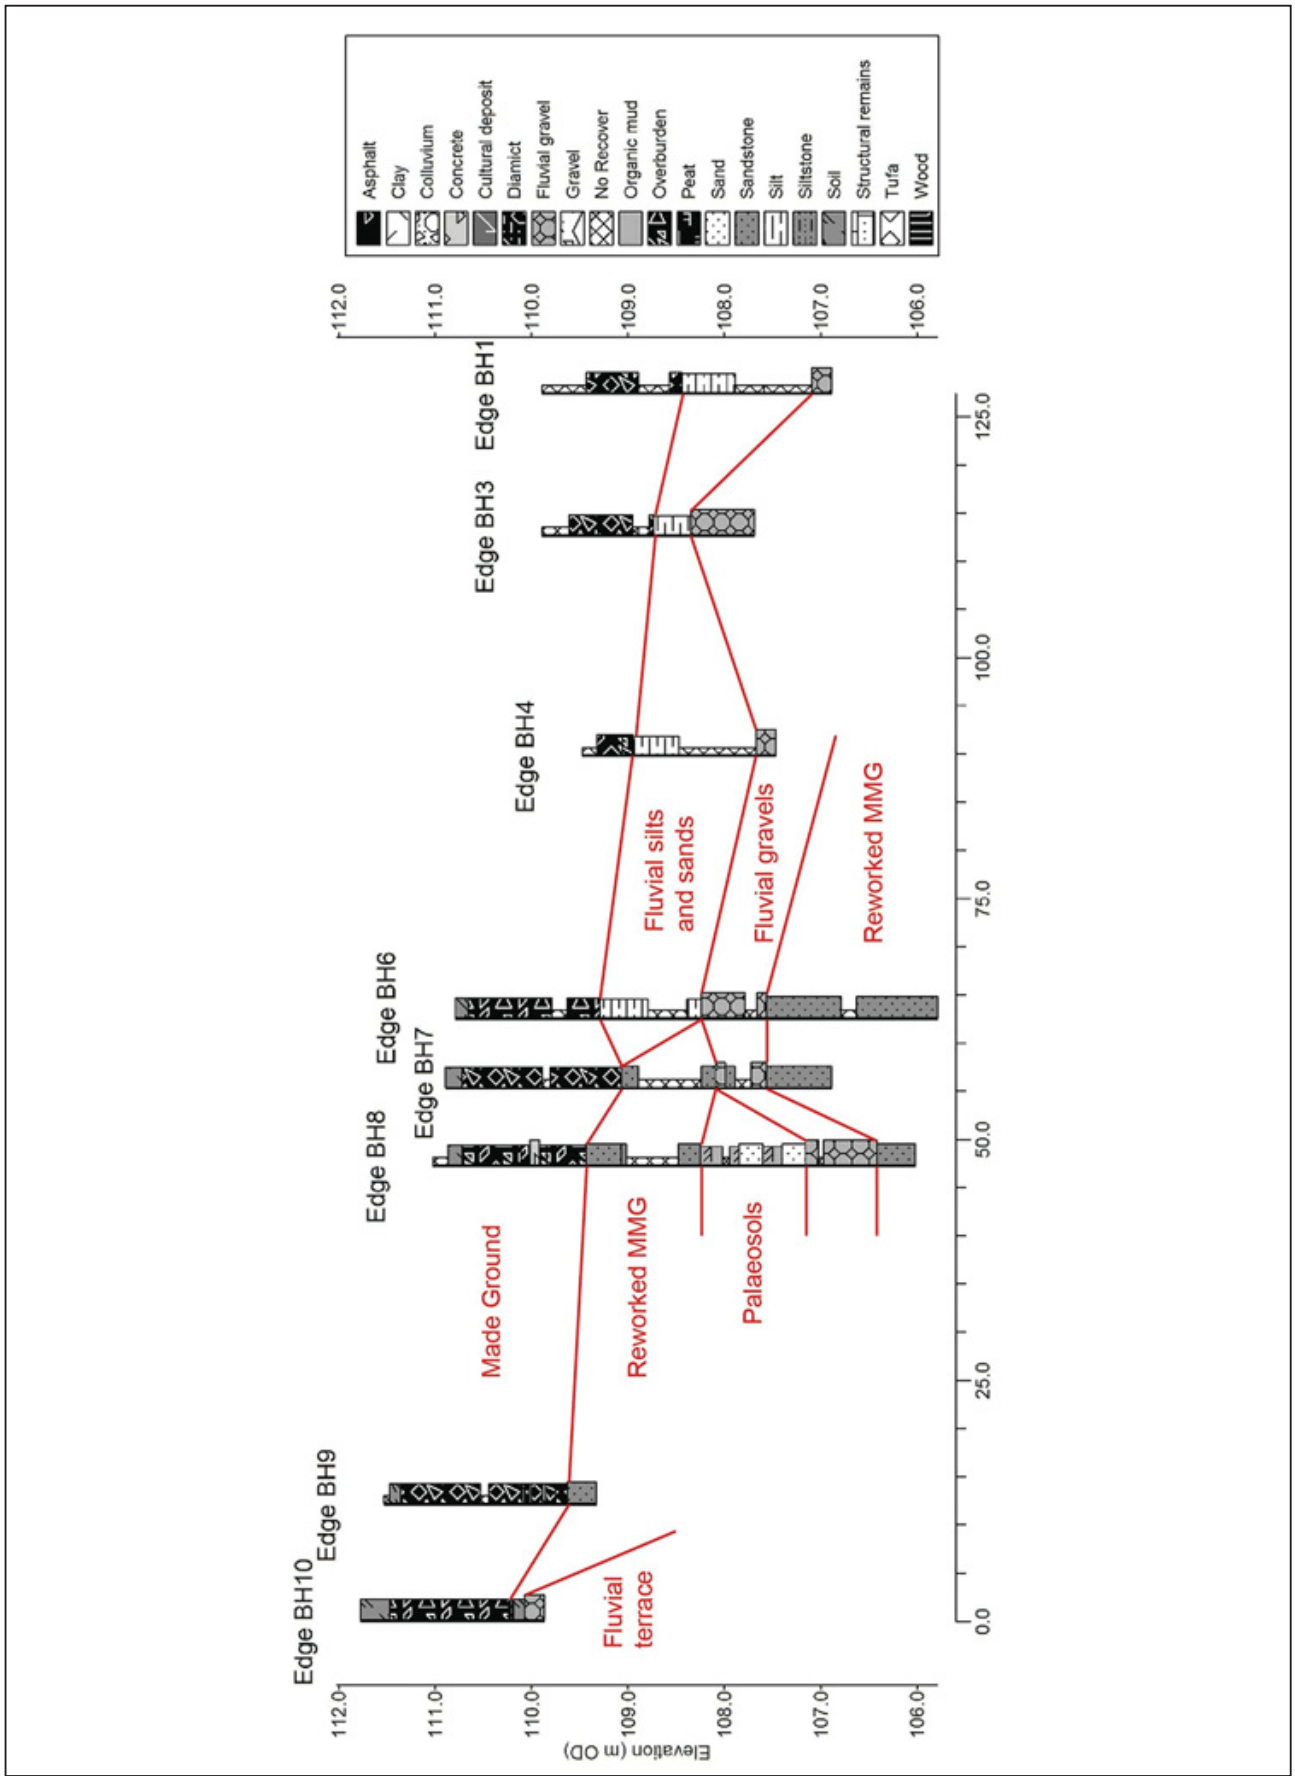 Edge BH10
Edge BH9
Edge BH8
Edge BH7
Edge BH6
Edge BH4
Edge BH3
Edge BH1
Elevation (m OD)
112.0
111.0
110.0
109.0
108.0
107.0
106.0
Made Ground
Reworked MMG
Palaeosols
Fluvial
terrace
Fluvial silts
and sands
Fluvial gravels
Reworked MMG
0.0
25.0
50.0
75.0
100.0
125.0
112.0
111.0
110.0
109.0
108.0
107.0
106.0
Asphalt
Clay
Colluvium
Concrete
Cultural deposit
Diamict
Fluvial gravel
Gravel
No Recover
Organic mud
Overburden
Peat
Sand
Sandstone
Silt
Siltstone
Soil
Structural remains
Tufa
Wood